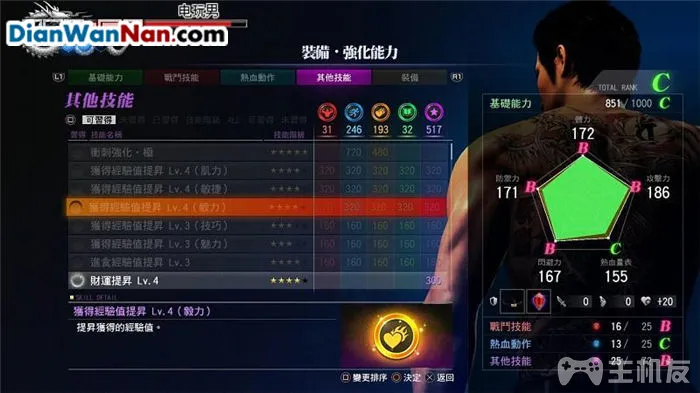 电玩男
DianWanNan.com
裝備·強化能力
L1 基礎能力 戰鬥技能 熱血動作 其他技能 裝備 R1
TOTAL RANK C
基礎能力 851 / 1000 C
其他技能
可習得
習得 技能名稱 技能階級 31 246 193 32 517
衝刺強化·極 ★★★★★ 720 480
獲得經驗值提昇 Lv.4（肌力） 320 320 320 320 320
獲得經驗值提昇 Lv.4（敏捷） 320 320 320 320 320
獲得經驗值提昇 Lv.4（毅力） ★★★★ 320 320 320
獲得經驗值提昇 Lv.3（技巧） 160 160 160 160 160
獲得經驗值提昇 Lv.3（魅力） 160 160 160 160 160
進食經驗值提昇 Lv.3 160 160 160 160 160
財運提昇 Lv.4 ★★★★ 300
體力
172
B
防禦力
171
B
攻擊力
186
B
閃避力
167
B
熱血量表
155
C
0 0 +20
戰鬥技能 16 / 25 B
熱血動作 13 / 25 C
其他技能 25 / 72 B
SKILL DETAIL
獲得經驗值提昇 Lv.4（毅力）
提昇獲得的經驗值。
變更排序 決定 返回
主机友